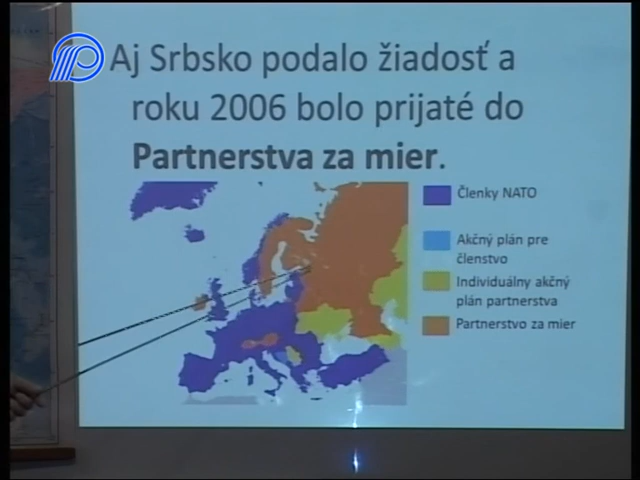 Aj Srbsko podalo žiadosť a
roku 2006 bolo prijaté do
Partnerstva za mier.
Členky NATO
Akčný plán pre
členstvo
Individuálny akčný
plán partnerstva
Partnerstvo za mier